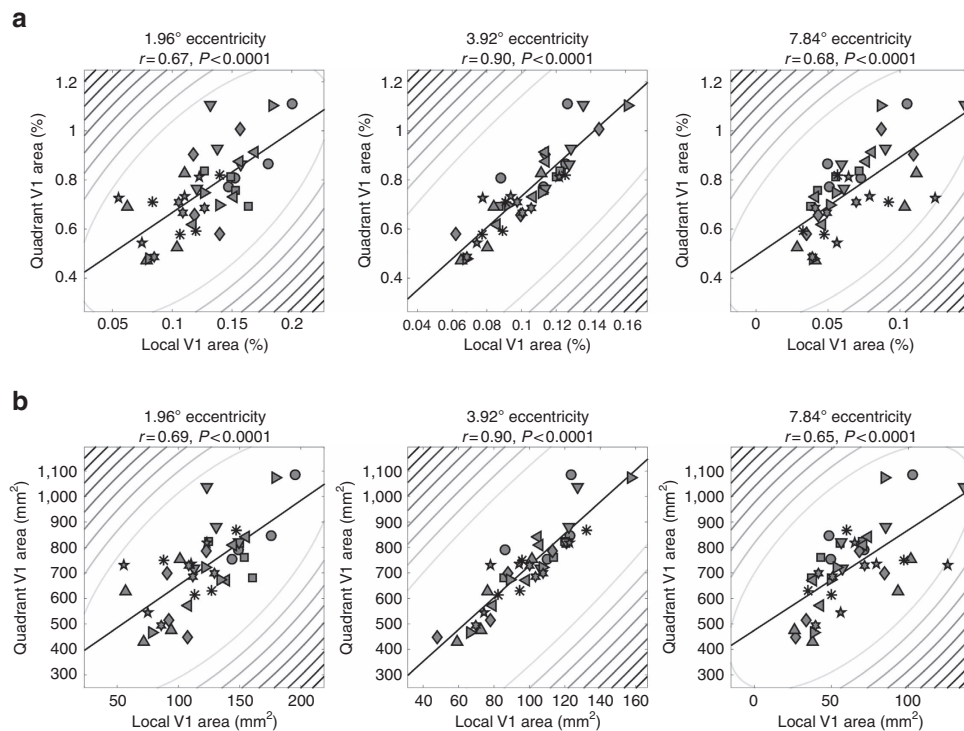 a
1.96° eccentricity
r=0.67, P<0.0001
3.92° eccentricity
r=0.90, P<0.0001
7.84° eccentricity
r=0.68, P<0.0001
Quadrant V1 area (%)
1.2
1
0.8
0.6
0.4
0.05 0.1 0.15 0.2
Local V1 area (%)
Quadrant V1 area (%)
1.2
1
0.8
0.6
0.4
0.04 0.06 0.08 0.1 0.12 0.14 0.16
Local V1 area (%)
Quadrant V1 area (%)
1.2
1
0.8
0.6
0.4
0 0.05 0.1
Local V1 area (%)
b
1.96° eccentricity
r=0.69, P<0.0001
3.92° eccentricity
r=0.90, P<0.0001
7.84° eccentricity
r=0.65, P<0.0001
Quadrant V1 area (mm²)
1,100
1,000
900
800
700
600
500
400
300
50 100 150 200
Local V1 area (mm²)
Quadrant V1 area (mm²)
1,100
1,000
900
800
700
600
500
400
300
40 60 80 100 120 140 160
Local V1 area (mm²)
Quadrant V1 area (mm²)
1,100
1,000
900
800
700
600
500
400
300
0 50 100
Local V1 area (mm²)